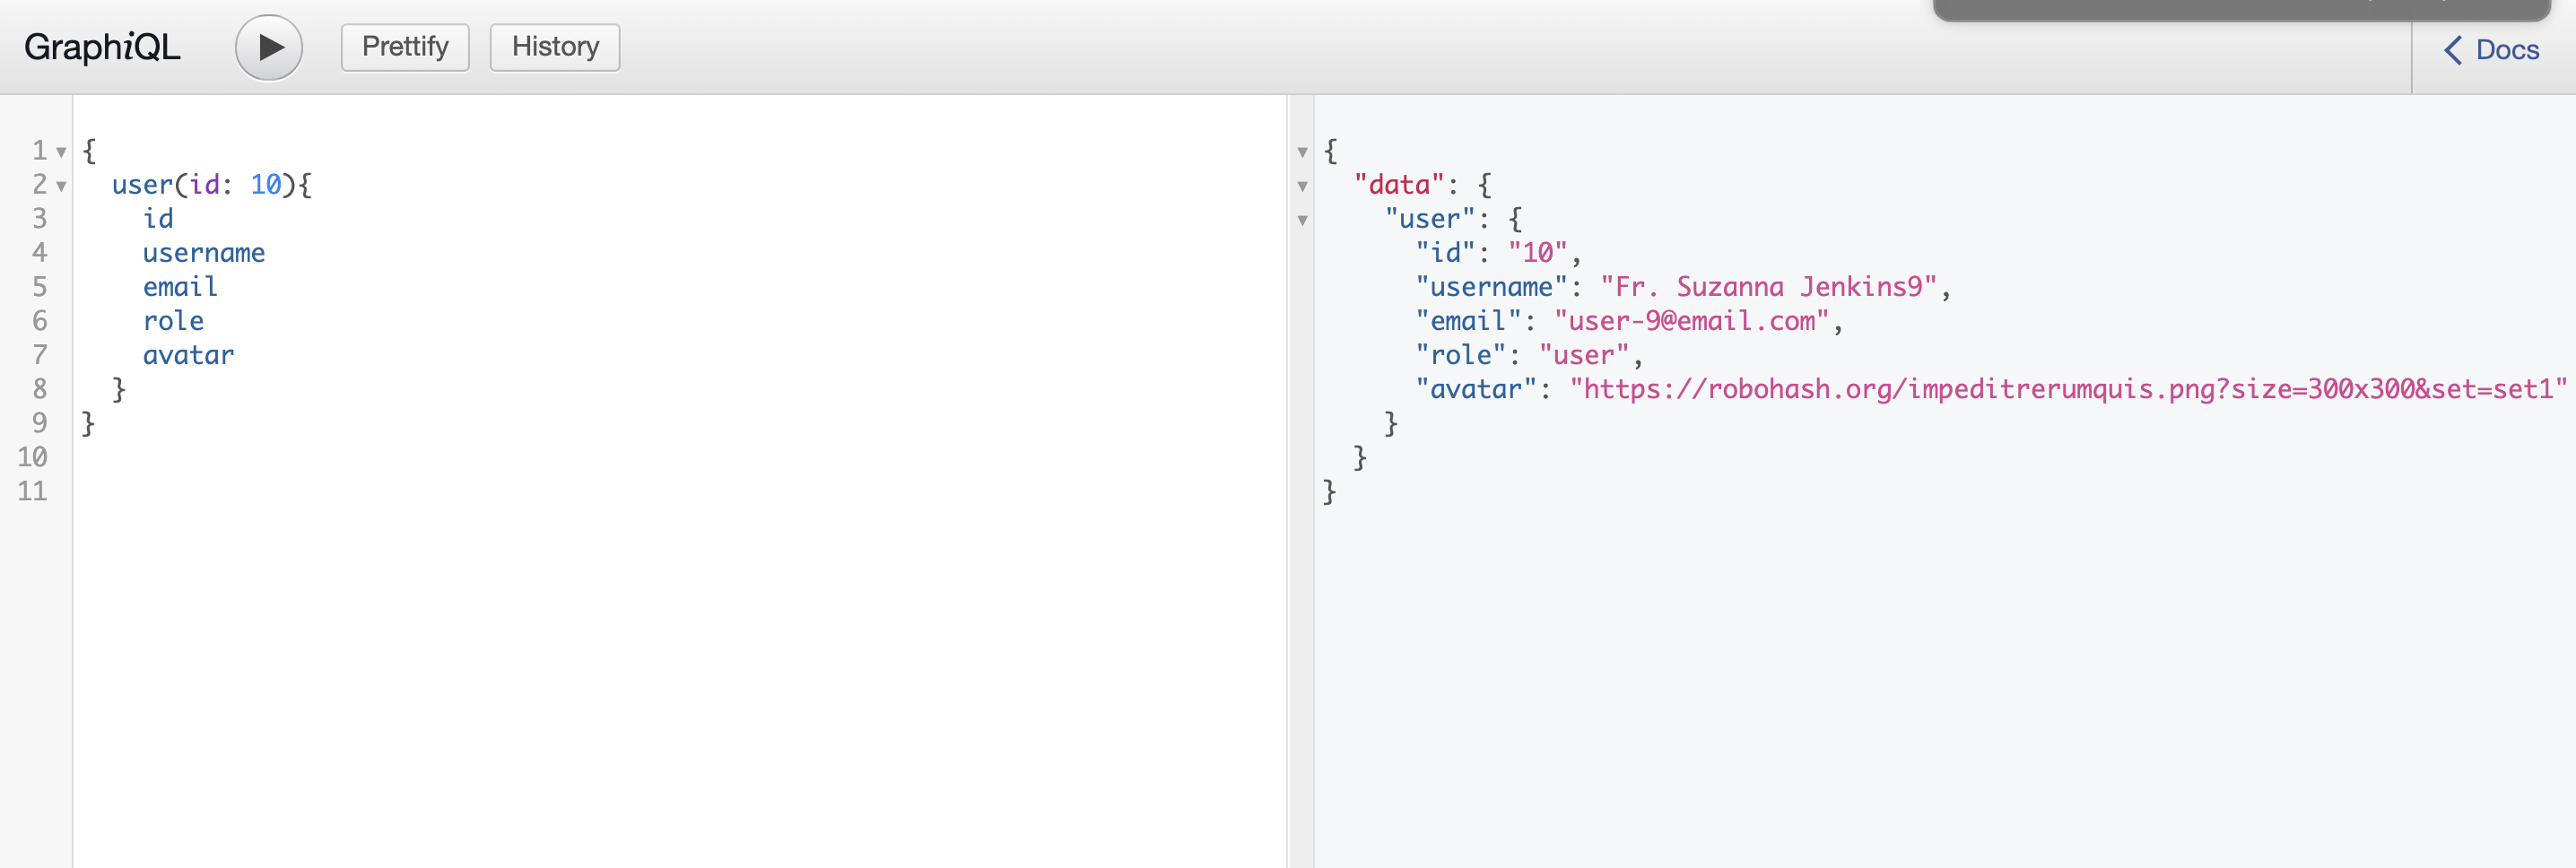 GraphiQL
Prettify
History
Docs
1 {
2 user(id: 10){
3 id
4 username
5 email
6 role
7 avatar
8 }
9 }
10
11
{
"data": {
"user": {
"id": "10",
"username": "Fr. Suzanna Jenkins9",
"email": "user-9@email.com",
"role": "user",
"avatar": "https://robohash.org/impeditrerumquis.png?size=300x300&set=set1"
}
}
}